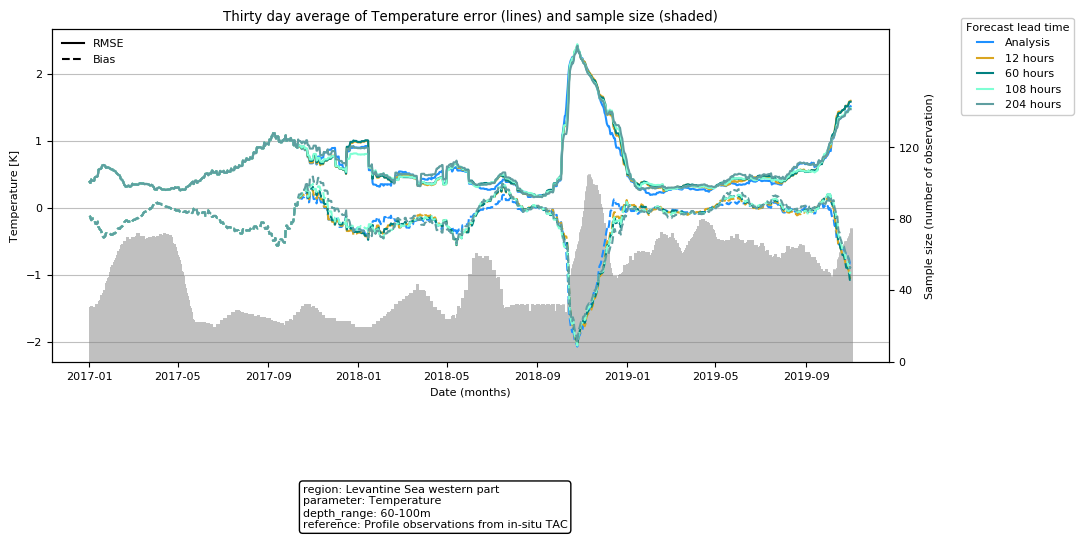 Thirty day average of Temperature error (lines) and sample size (shaded)
RMSE
Bias
Forecast lead time
Analysis
12 hours
60 hours
108 hours
204 hours
Temperature [K]
2
1
0
−1
−2
Sample size (number of observation)
120
80
40
0
2017-01 2017-05 2017-09 2018-01 2018-05 2018-09 2019-01 2019-05 2019-09
Date (months)
region: Levantine Sea western part
parameter: Temperature
depth_range: 60-100m
reference: Profile observations from in-situ TAC